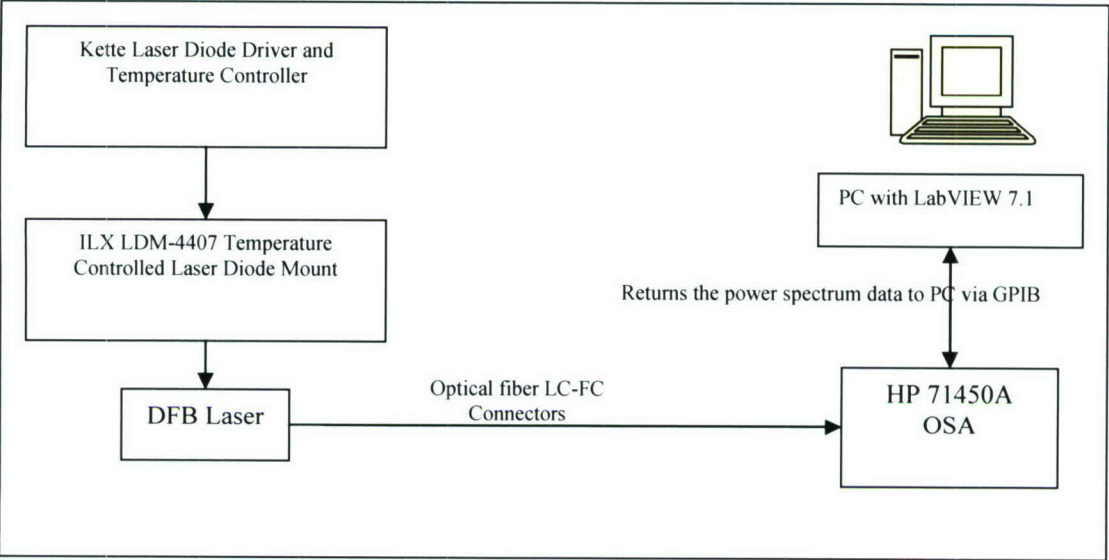 Kette Laser Diode Driver and
Temperature Controller
ILX LDM-4407 Temperature
Controlled Laser Diode Mount
DFB Laser
Optical fiber LC-FC
Connectors
PC with LabVIEW 7.1
Returns the power spectrum data to PC via GPIB
HP 71450A
OSA